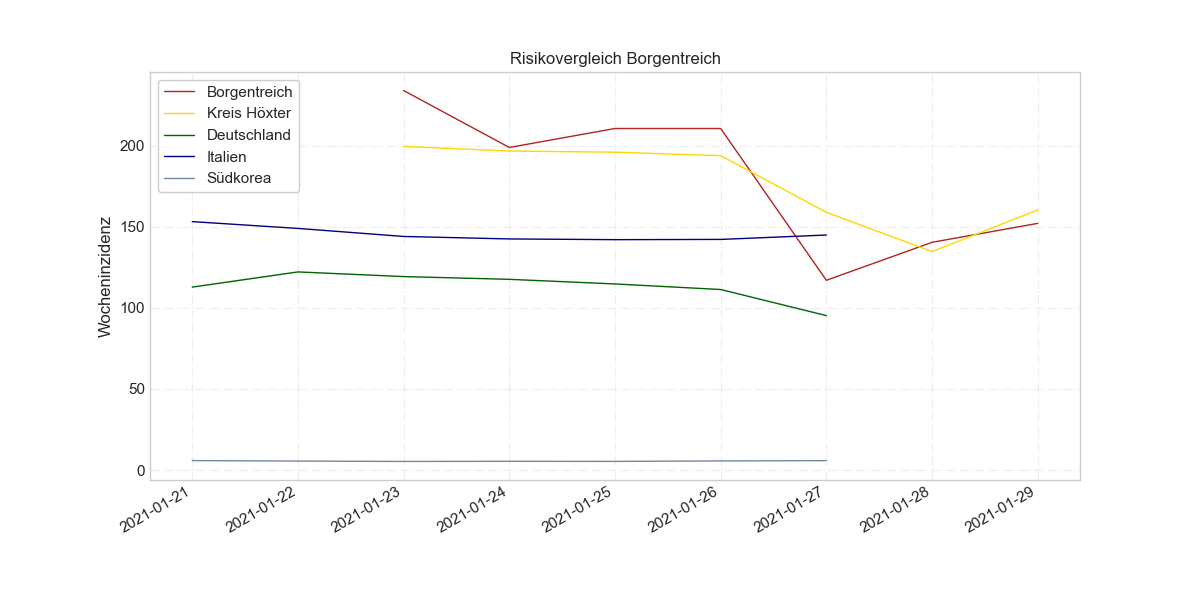 Risikovergleich Borgentreich
Borgentreich
Kreis Höxter
Deutschland
Italien
Südkorea
Wocheninzidenz
200
150
100
50
0
2021-01-21
2021-01-22
2021-01-23
2021-01-24
2021-01-25
2021-01-26
2021-01-27
2021-01-28
2021-01-29